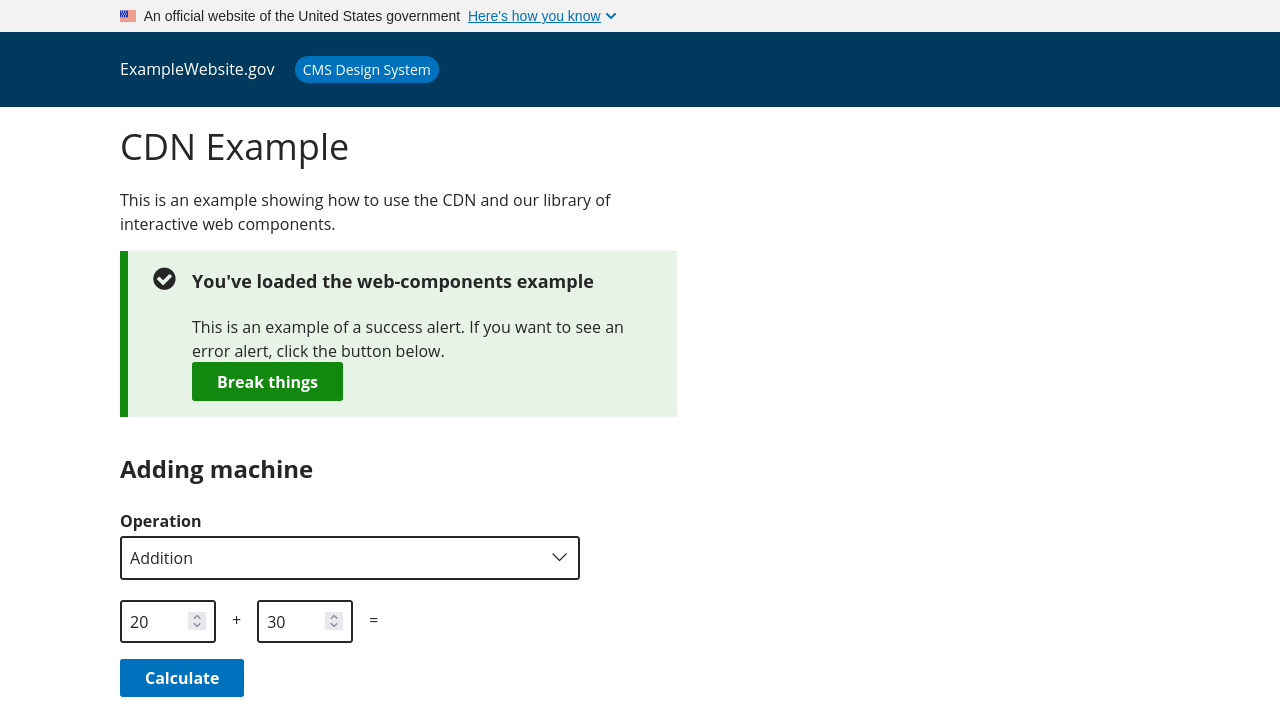 An official website of the United States government Here's how you know
ExampleWebsite.gov CMS Design System
CDN Example
This is an example showing how to use the CDN and our library of
interactive web components.
You've loaded the web-components example
This is an example of a success alert. If you want to see an
error alert, click the button below.
Break things
Adding machine
Operation
Addition
20 + 30 =
Calculate